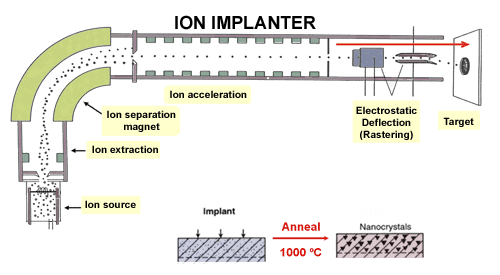 ION IMPLANTER
Ion acceleration
Ion separation
magnet
Electrostatic
Deflection
(Rastering)
Target
Ion extraction
Ion source
Implant
Anneal
1000 ºC
Nanocrystals